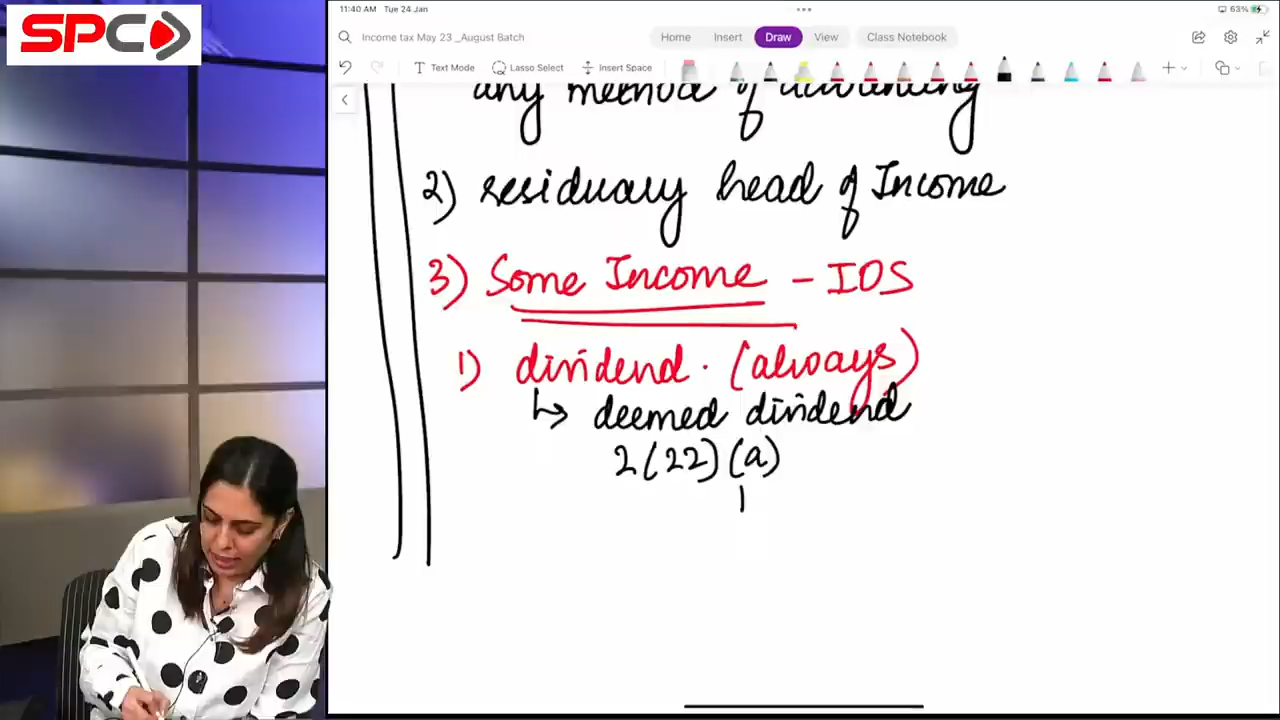 SPC
11:40 AM Tue 24 Jan
63%
Income tax May 23 _August Batch
Home Insert Draw View Class Notebook
Text Mode Lasso Select Insert Space
any method of accounting
2) residuary head of Income
3) Some Income - IOS
1) dividend. (always)
↳ deemed dividend
2(22)(a)